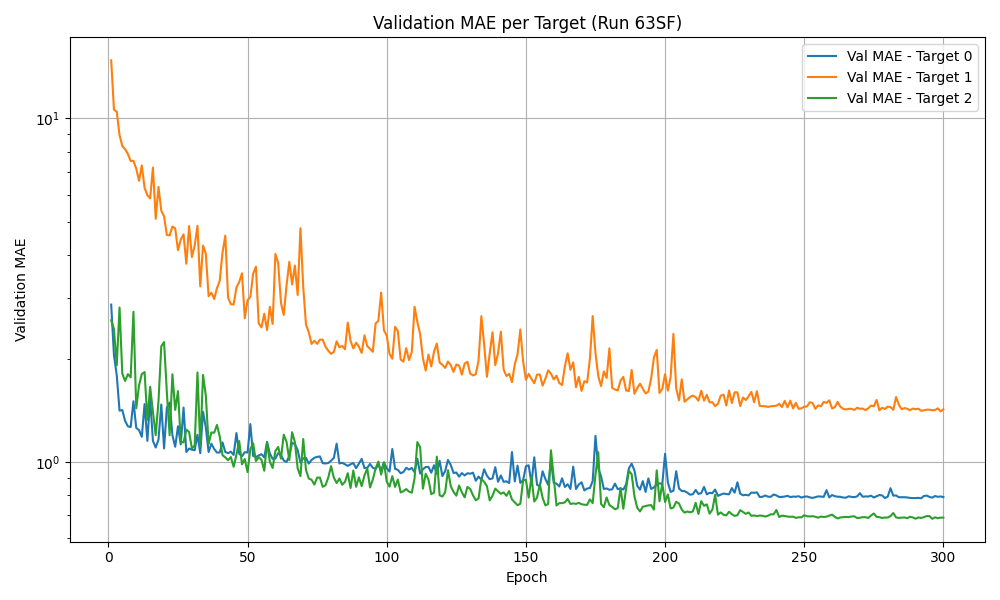 Validation MAE per Target (Run 63SF)
Val MAE - Target 0
Val MAE - Target 1
Val MAE - Target 2
Validation MAE
10¹
10⁰
0 50 100 150 200 250 300
Epoch